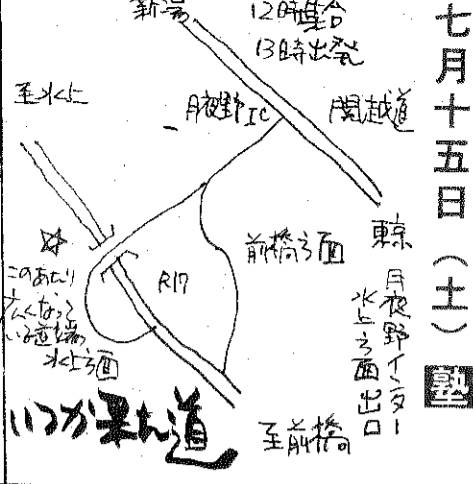 七月十五日（土）
塾
新潟
12時集合
13時出発
至水上
月夜野IC
関越道
東京
前橋方面
R17
月夜野インター
水上方面出口
☆
このあたり
広くなって
いる道端
水上方面
至前橋
いつか来た道